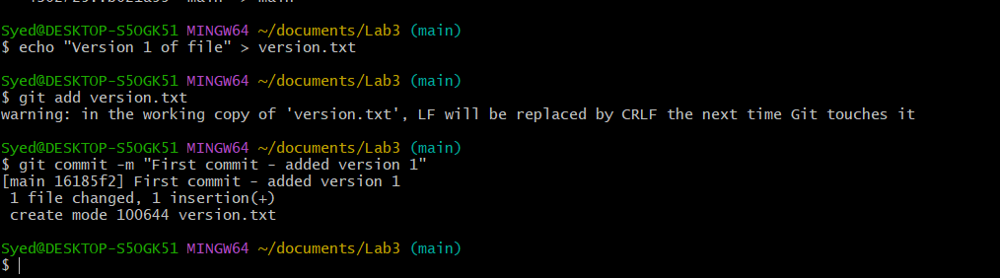 Syed@DESKTOP-S5OGK51 MINGW64 ~/documents/Lab3 (main)
$ echo "Version 1 of file" > version.txt
Syed@DESKTOP-S5OGK51 MINGW64 ~/documents/Lab3 (main)
$ git add version.txt
warning: in the working copy of 'version.txt', LF will be replaced by CRLF the next time Git touches it
Syed@DESKTOP-S5OGK51 MINGW64 ~/documents/Lab3 (main)
$ git commit -m "First commit - added version 1"
[main 16185f2] First commit - added version 1
1 file changed, 1 insertion(+)
create mode 100644 version.txt
Syed@DESKTOP-S5OGK51 MINGW64 ~/documents/Lab3 (main)
$